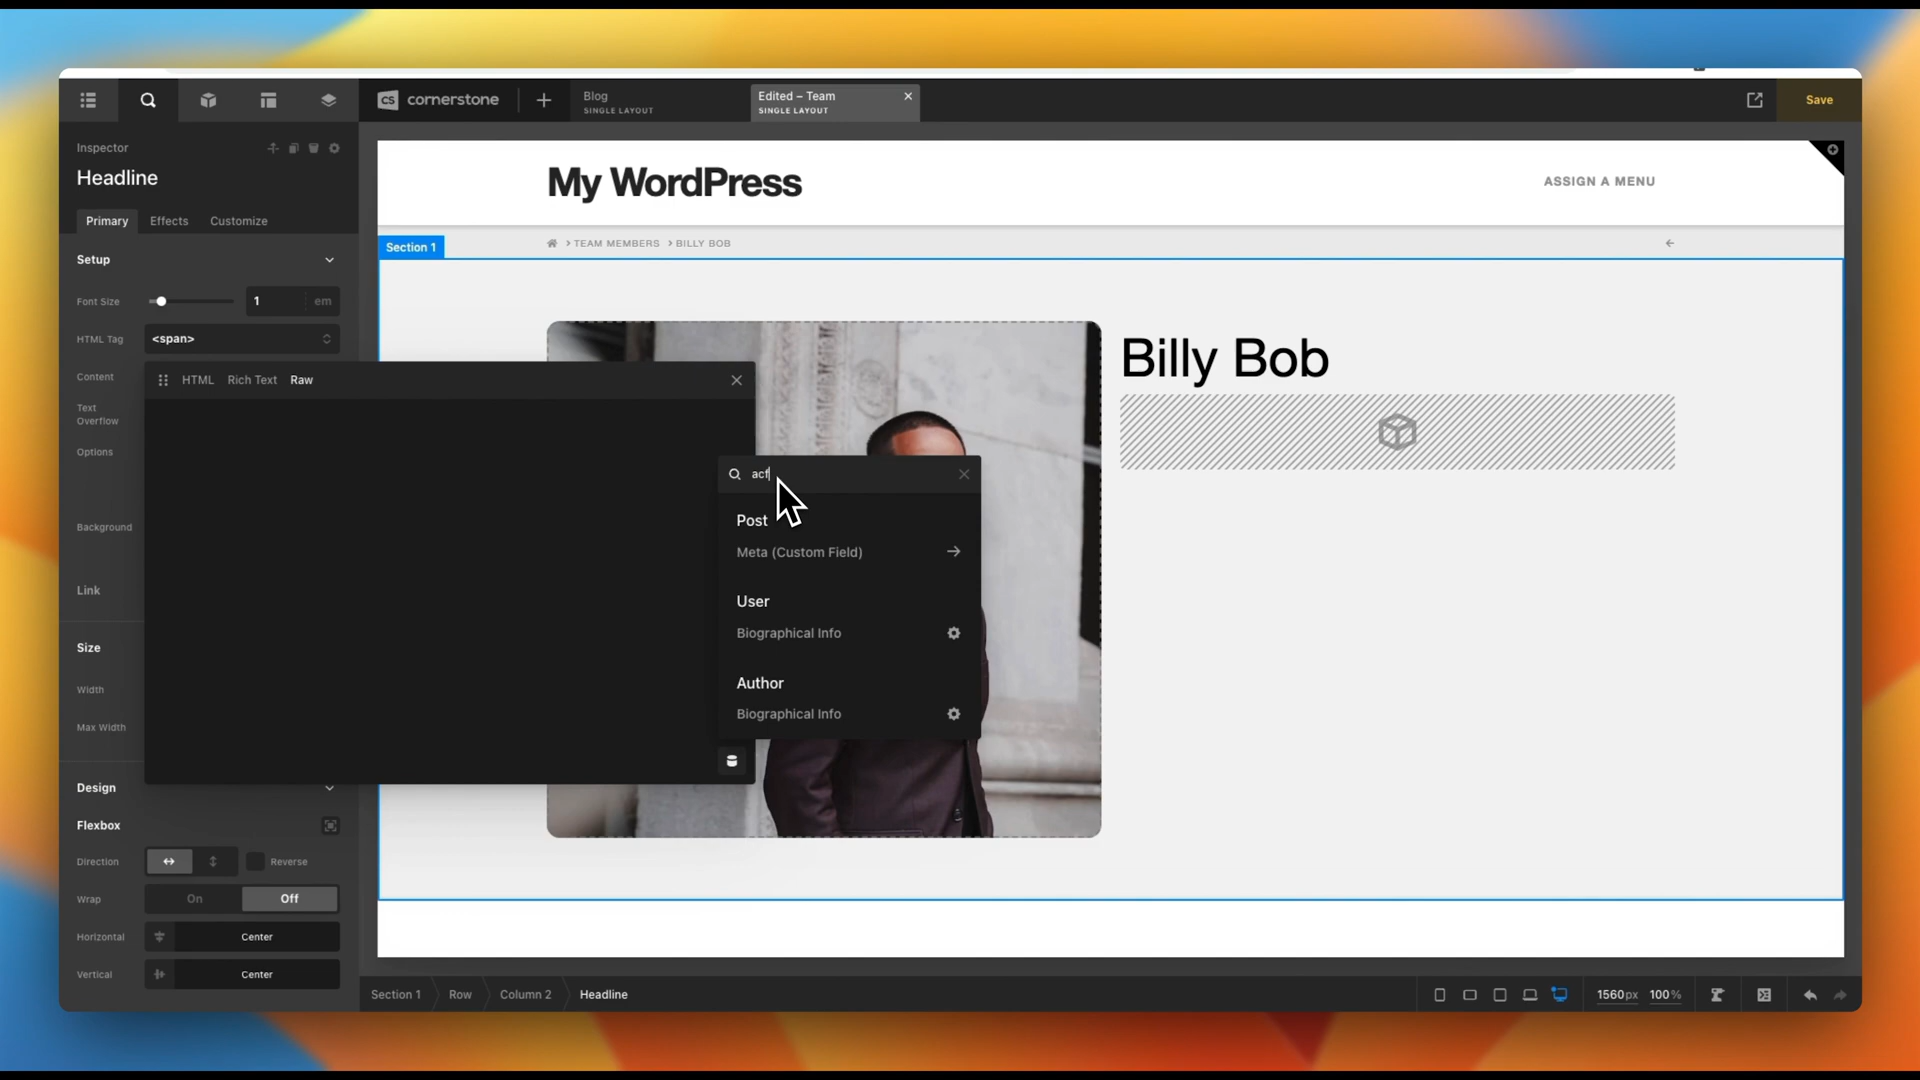 cornerstone
Blog
SINGLE LAYOUT
Edited – Team
SINGLE LAYOUT
Save
Inspector
Headline
Primary
Effects
Customize
Setup
Font Size
1
em
HTML Tag
<span>
Content
Text
Overflow
Options
Background
Link
Size
Width
Max Width
Design
Flexbox
Direction
Reverse
Wrap
On
Off
Horizontal
Center
Vertical
Center
HTML
Rich Text
Raw
acf
Post
Meta (Custom Field)
User
Biographical Info
Author
Biographical Info
My WordPress
ASSIGN A MENU
Section 1
TEAM MEMBERS
BILLY BOB
Billy Bob
Section 1
Row
Column 2
Headline
1560px
100%